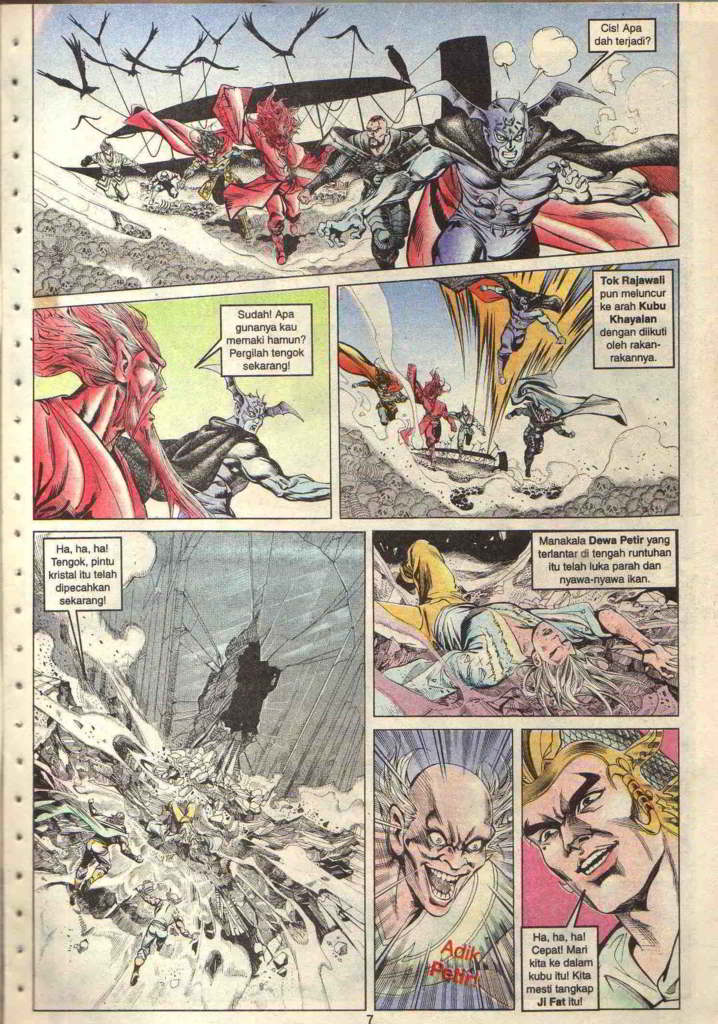 Cis! Apa
dah terjadi?
Sudah! Apa
gunanya kau
memaki hamun?
Pergilah tengok
sekarang!
Tok Rajawali
pun meluncur
ke arah Kubu
Khayalan
dengan diikuti
oleh rakan-
rakannya.
Ha, ha, ha!
Tengok, pintu
kristal itu telah
dipecahkan
sekarang!
Manakala Dewa Petir yang
terlantar di tengah runtuhan
itu telah luka parah dan
nyawa-nyawa ikan.
Adik
Petir!
Ha, ha, ha!
Cepat! Mari
kita ke dalam
kubu itu! Kita
mesti tangkap
Ji Fat itu!
7